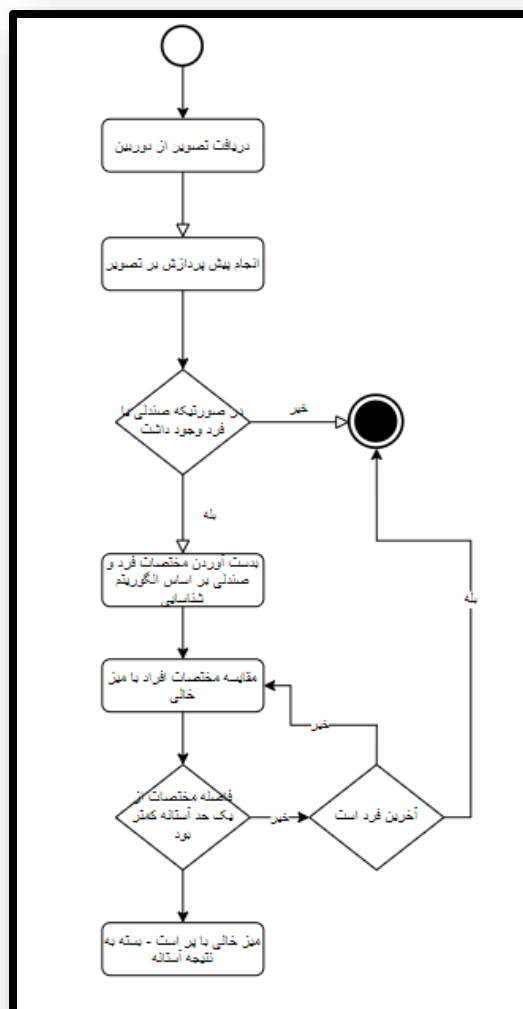 دریافت تصویر از دوربین
انجام پیش پردازش بر تصویر
در صورتیکه صندلی یا
فرد وجود داشت
خیر
بله
بدست آوردن مختصات فرد و
صندلی بر اساس الگوریتم
شناسایی
مقایسه مختصات افراد با میز
خالی
خیر
بله
فاصله مختصات از
یک حد آستانه کمتر
بود
خیر
آخرین فرد است
میز خالی با پر است - بسته به
نتیجه آستانه